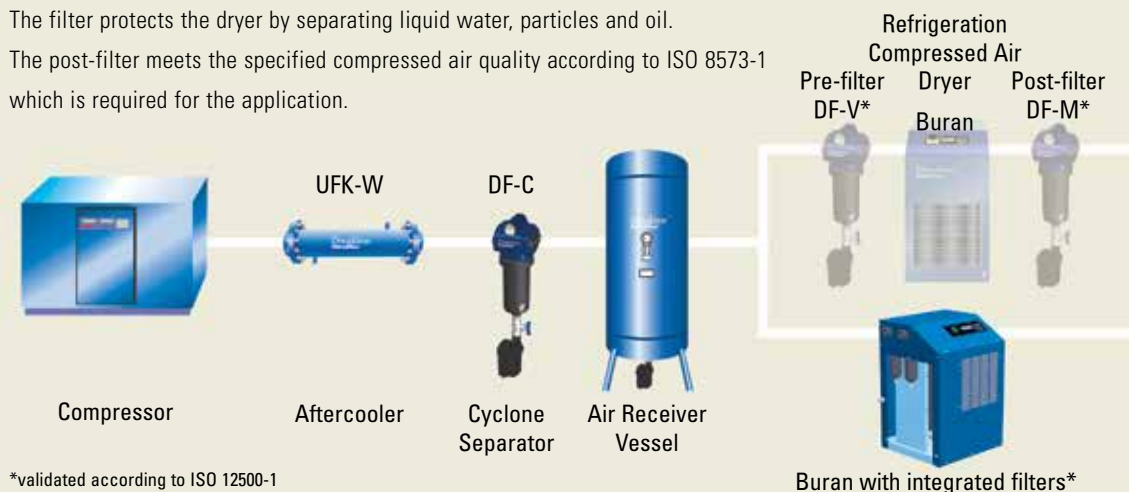 The filter protects the dryer by separating liquid water, particles and oil.
The post-filter meets the specified compressed air quality according to ISO 8573-1
which is required for the application.
Refrigeration
Compressed Air
Pre-filter Dryer Post-filter
DF-V* Buran DF-M*
UFK-W DF-C
Compressor Aftercooler Cyclone Air Receiver
Separator Vessel
*validated according to ISO 12500-1
Buran with integrated filters*